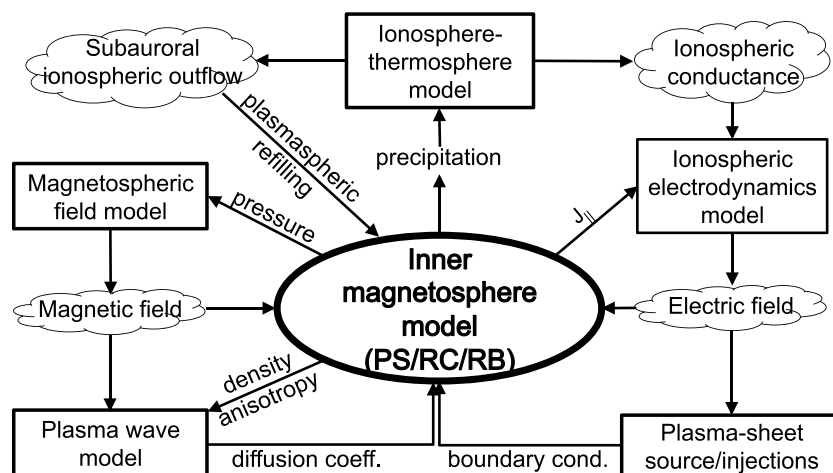 Subauroral
ionospheric outflow
Ionosphere-
thermosphere
model
Ionospheric
conductance
plasmaspheric
refilling
precipitation
Magnetospheric
field model
pressure
J||
Ionospheric
electrodynamics
model
Inner
magnetosphere
model
(PS/RC/RB)
Magnetic field
Electric field
density
anisotropy
Plasma wave
model
diffusion coeff.
boundary cond.
Plasma-sheet
source/injections